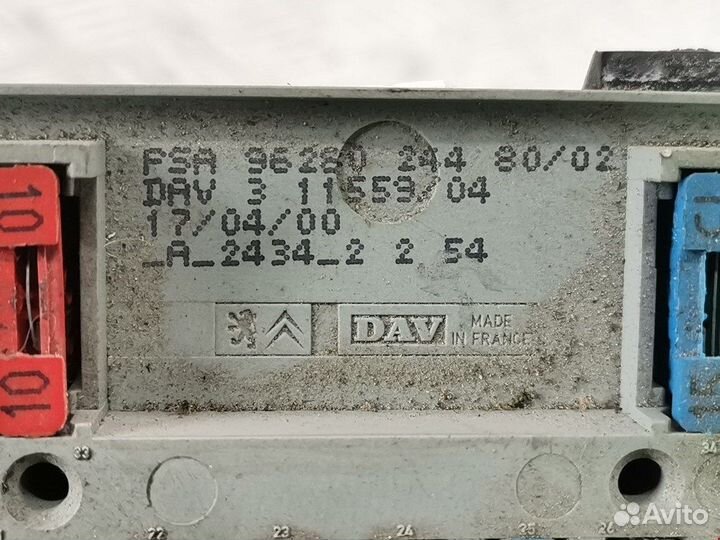 PSA 96280 244 80/02
DAV 3 11559/04
17/04/00
_A_2434_2 2 54
10
10
DAV
MADE
IN FRANCE
33
34
22
23
24
25
26
Avito